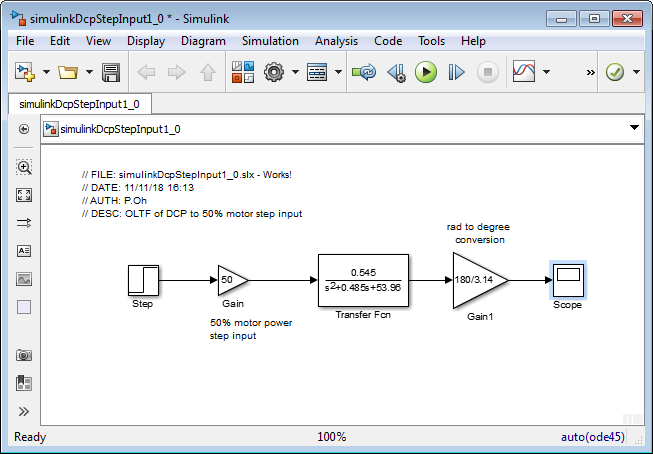 simulinkDcpStepInput1_0 * - Simulink
File Edit View Display Diagram Simulation Analysis Code Tools Help
simulinkDcpStepInput1_0
simulinkDcpStepInput1_0
// FILE: simulinkDcpStepInput1_0.slx - Works!
// DATE: 11/11/18 16:13
// AUTH: P.Oh
// DESC: OLTF of DCP to 50% motor step input
rad to degree
conversion
50
0.545
s2+0.485s+53.96
180/3.14
Step
Gain
Transfer Fcn
Gain1
Scope
50% motor power
step input
Ready 100% auto(ode45)